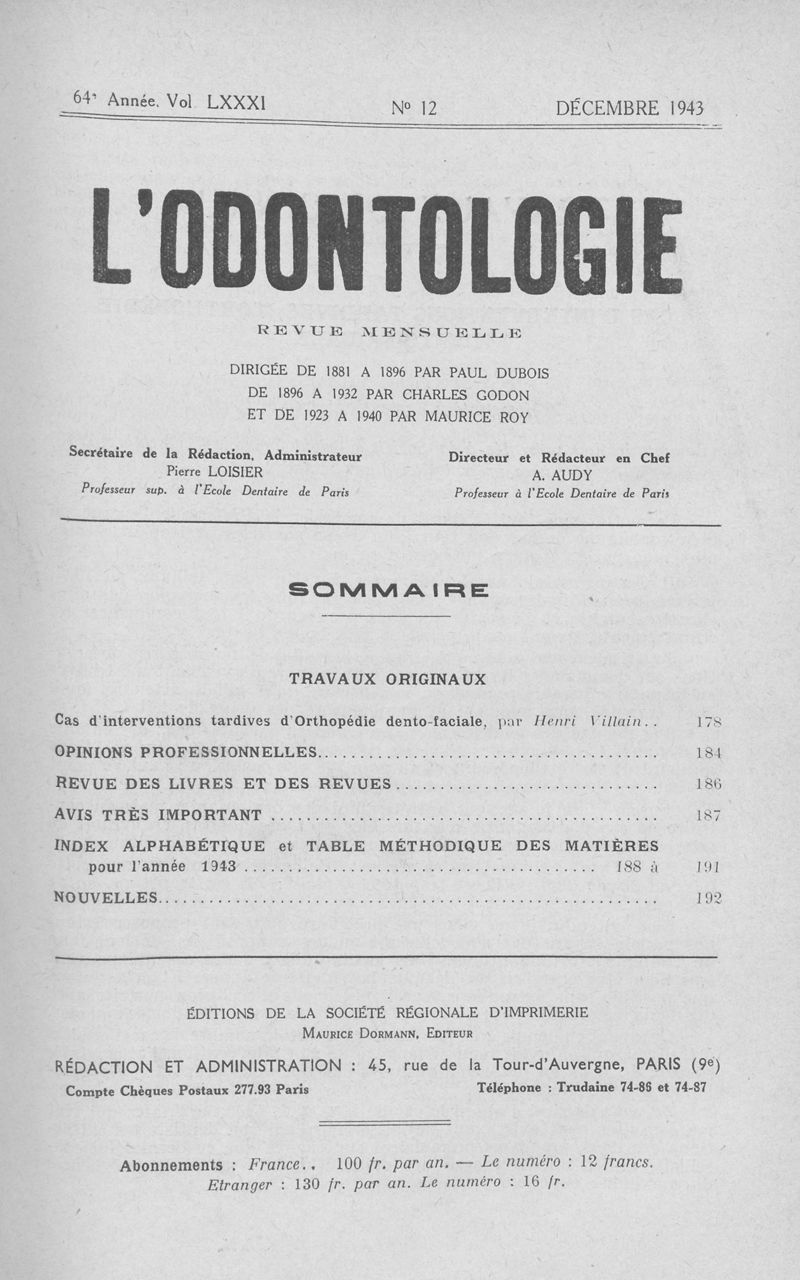 64e Année. Vol LXXXI No 12 DÉCEMBRE 1943
L'ODONTOLOGIE
REVUE MENSUELLE
DIRIGÉE DE 1881 A 1896 PAR PAUL DUBOIS
DE 1896 A 1932 PAR CHARLES GODON
ET DE 1923 A 1940 PAR MAURICE ROY
Secrétaire de la Rédaction, Administrateur
Pierre LOISIER
Professeur sup. à l'Ecole Dentaire de Paris
Directeur et Rédacteur en Chef
A. AUDY
Professeur à l'Ecole Dentaire de Paris
SOMMAIRE
TRAVAUX ORIGINAUX
Cas d'interventions tardives d'Orthopédie dento-faciale, par Henri Villain.. 178
OPINIONS PROFESSIONNELLES........ 184
REVUE DES LIVRES ET DES REVUES........ 186
AVIS TRÈS IMPORTANT ........ 187
INDEX ALPHABÉTIQUE et TABLE MÉTHODIQUE DES MATIÈRES
pour l'année 1943 ........ 188 à 191
NOUVELLES........ 192
ÉDITIONS DE LA SOCIÉTÉ RÉGIONALE D'IMPRIMERIE
MAURICE DORMANN, EDITEUR
RÉDACTION ET ADMINISTRATION : 45, rue de la Tour-d'Auvergne, PARIS (9e)
Compte Chèques Postaux 277.93 Paris Téléphone : Trudaine 74-86 et 74-87
Abonnements : France.. 100 fr. par an. — Le numéro : 12 francs.
Etranger : 130 fr. par an. Le numéro : 16 fr.